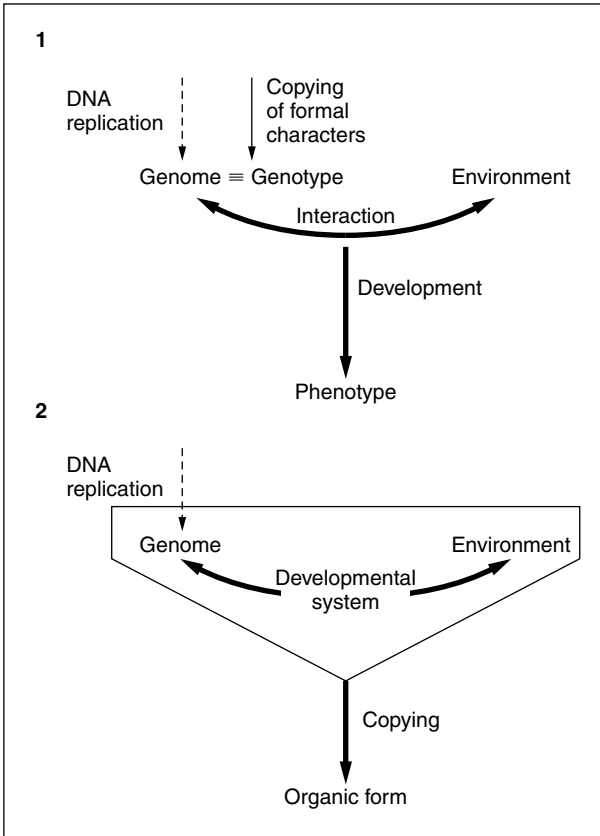 1
DNA
replication
Copying
of formal
characters
Genome ≡ Genotype
Environment
Interaction
Development
Phenotype
2
DNA
replication
Genome
Environment
Developmental
system
Copying
Organic form